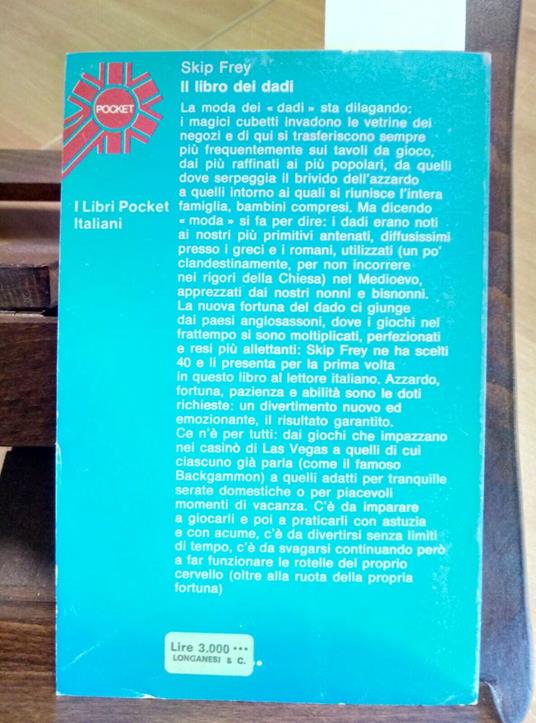 POCKET
I Libri Pocket
Italiani
Skip Frey
Il libro dei dadi
La moda dei « dadi » sta dilagando:
i magici cubetti invadono le vetrine dei
negozi e di qui si trasferiscono sempre
più frequentemente sui tavoli da gioco,
dai più raffinati ai più popolari, da quelli
dove serpeggia il brivido dell'azzardo
a quelli intorno ai quali si riunisce l'intera
famiglia, bambini compresi. Ma dicendo
« moda » si fa per dire: i dadi erano noti
ai nostri più primitivi antenati, diffusissimi
presso i greci e i romani, utilizzati (un po'
clandestinamente, per non incorrere
nei rigori della Chiesa) nel Medioevo,
apprezzati dai nostri nonni e bisnonni.
La nuova fortuna del dado ci giunge
dai paesi anglosassoni, dove i giochi nel
frattempo si sono moltiplicati, perfezionati
e resi più allettanti: Skip Frey ne ha scelti
40 e li presenta per la prima volta
in questo libro al lettore italiano. Azzardo,
fortuna, pazienza e abilità sono le doti
richieste: un divertimento nuovo ed
emozionante, il risultato garantito.
Ce n'è per tutti: dai giochi che impazzano
nei casinò di Las Vegas a quelli di cui
ciascuno già parla (come il famoso
Backgammon) a quelli adatti per tranquille
serate domestiche o per piacevoli
momenti di vacanza. C'è da imparare
a giocarli e poi a praticarli con astuzia
e con acume, c'è da divertirsi senza limiti
di tempo, c'è da svagarsi continuando però
a far funzionare le rotelle del proprio
cervello (oltre alla ruota della propria
fortuna)
Lire 3.000 •••
LONGANESI & C.